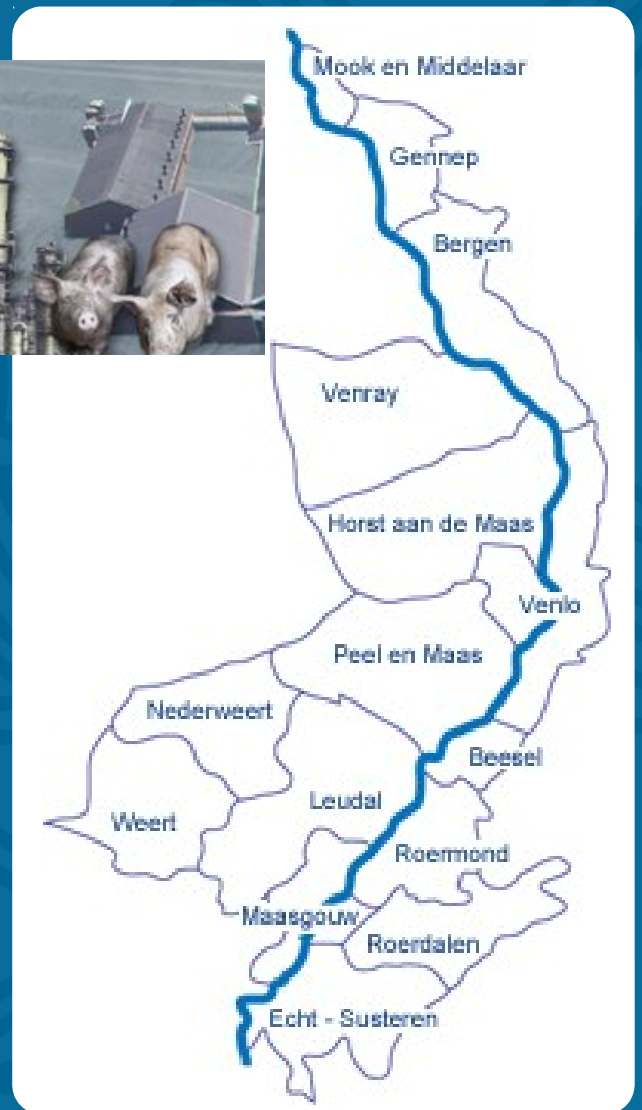 Mook en Middelaar
Gennep
Bergen
Venray
Horst aan de Maas
Venlo
Peel en Maas
Nederweert
Beesel
Leudal
Weert
Roermond
Maasgouw
Roerdalen
Echt - Susteren